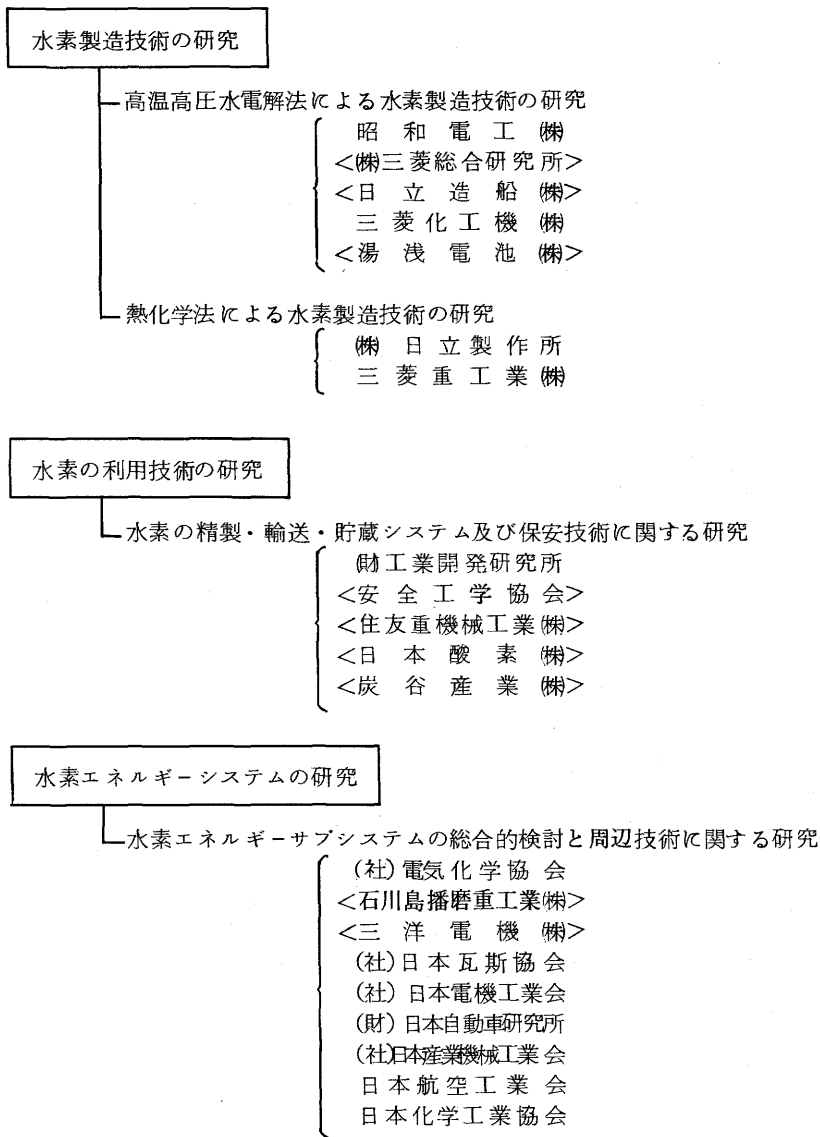 水素製造技術の研究
高温高圧水電解法による水素製造技術の研究
昭和電工㈱
<㈱三菱総合研究所>
<日立造船㈱>
三菱化工機㈱
<湯浅電池㈱>
熱化学法による水素製造技術の研究
㈱日立製作所
三菱重工業㈱
水素の利用技術の研究
水素の精製・輸送・貯蔵システム及び保安技術に関する研究
㈶工業開発研究所
<安全工学協会>
<住友重機械工業㈱>
<日本酸素㈱>
<炭谷産業㈱>
水素エネルギーシステムの研究
水素エネルギーサブシステムの総合的検討と周辺技術に関する研究
(社)電気化学協会
<石川島播磨重工業㈱>
<三洋電機㈱>
(社)日本瓦斯協会
(社)日本電機工業会
(財)日本自動車研究所
(社)日本産業機械工業会
日本航空工業会
日本化学工業協会